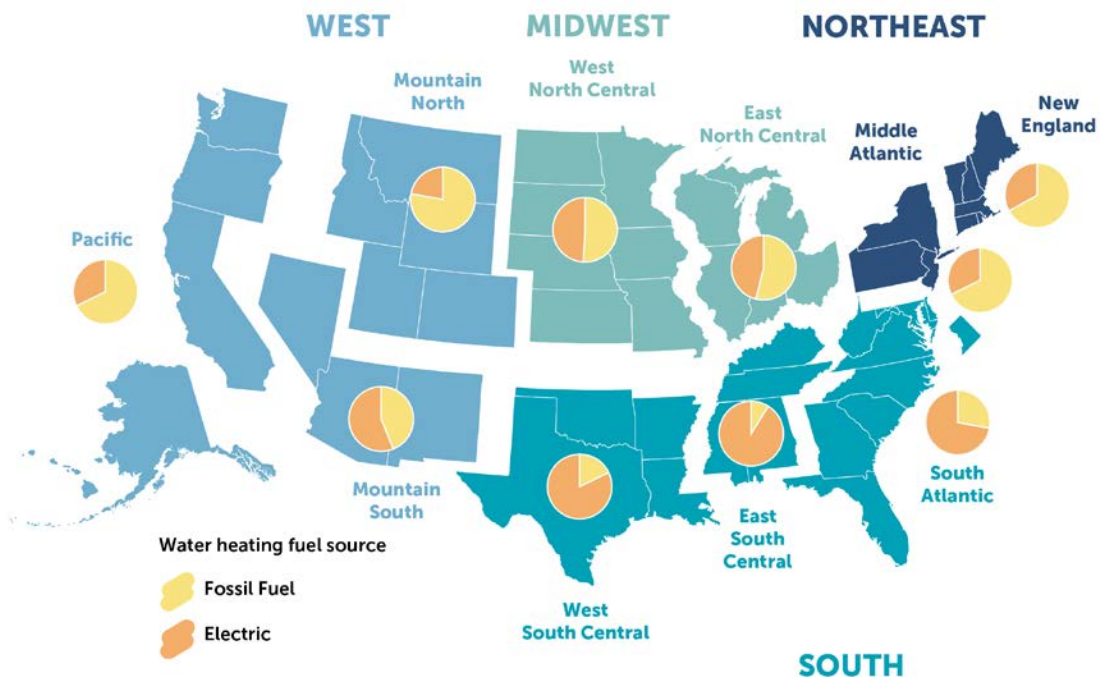 WEST
MIDWEST
NORTHEAST
Mountain
North
West
North Central
East
North Central
Middle
Atlantic
New
England
Pacific
Mountain
South
West
South Central
East
South
Central
South
Atlantic
SOUTH
Water heating fuel source
Fossil Fuel
Electric